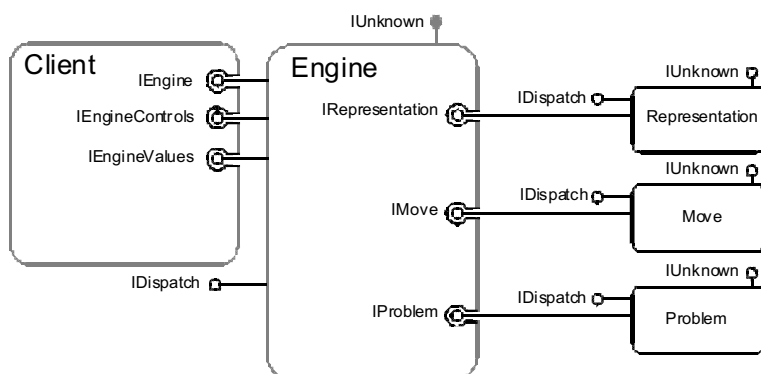 IUnknown
Client
Engine
IEngine
IEngineControls
IEngineValues
IDispatch
IRepresentation
IMove
IProblem
IUnknown
IDispatch
Representation
IUnknown
IDispatch
Move
IUnknown
IDispatch
Problem